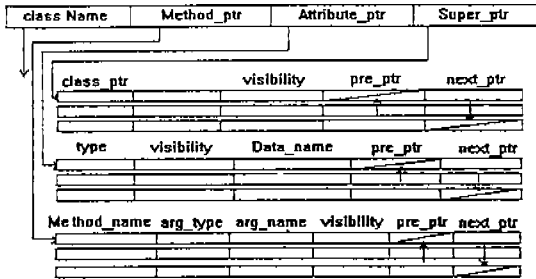 class Name Method_ptr Attribute_ptr Super_ptr
class_ptr visibility pre_ptr next_ptr
type visibility Data_name pre_ptr next_ptr
Method_name arg_type arg_name visibility pre_ptr next_ptr